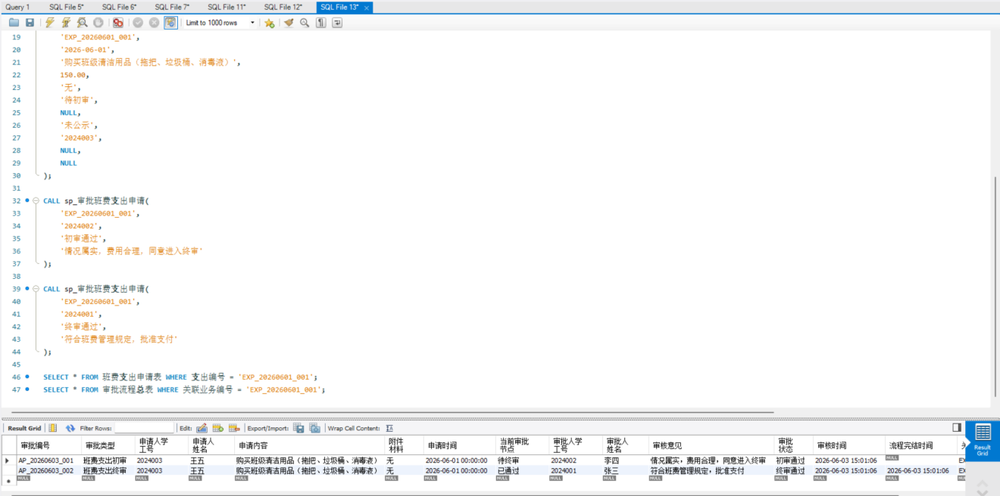 Query 1 SQL File 5* SQL File 6* SQL File 7* SQL File 11* SQL File 12* SQL File 13* ×
Limit to 1000 rows
19 'EXP_20260601_001',
20 '2026-06-01',
21 '购买班级清洁用品（拖把、垃圾桶、消毒液）',
22 150.00,
23 '无',
24 '待初审',
25 NULL,
26 '未公示',
27 '2024003',
28 NULL,
29 NULL
30 );
31
32 CALL sp_审批班费支出申请(
33 'EXP_20260601_001',
34 '2024002',
35 '初审通过',
36 '情况属实，费用合理，同意进入终审'
37 );
38
39 CALL sp_审批班费支出申请(
40 'EXP_20260601_001',
41 '2024001',
42 '终审通过',
43 '符合班费管理规定，批准支付'
44 );
45
46 SELECT * FROM 班费支出申请表 WHERE 支出编号 = 'EXP_20260601_001';
47 SELECT * FROM 审批流程总表 WHERE 关联业务编号 = 'EXP_20260601_001';
Result Grid Filter Rows: Edit: Export/Import: Wrap Cell Content:
审批编号 审批类型 申请人学工号 申请人姓名 申请内容 附件材料 申请时间 当前审批节点 审批人学工号 审批人姓名 审核意见 审批状态 审核时间 流程完结时间
AP_20260603_001 班费支出初审 2024003 王五 购买班级清洁用品（拖把、垃圾桶、消毒液） 无 2026-06-01 00:00:00 待终审 2024002 李四 情况属实，费用合理，同意进入终审 初审通过 2026-06-03 15:01:06 NULL EX
AP_20260603_002 班费支出终审 2024003 王五 购买班级清洁用品（拖把、垃圾桶、消毒液） 无 2026-06-01 00:00:00 已通过 2024001 张三 符合班费管理规定，批准支付 终审通过 2026-06-03 15:01:06 2026-06-03 15:01:06 EX
NULL NULL NULL NULL NULL NULL NULL NULL NULL NULL NULL NULL NULL NULL
Result
Grid